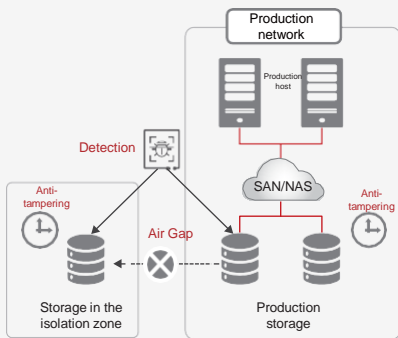 Production
network
Production
host
Detection
SAN/NAS
Anti-
tampering
Anti-
tampering
Air Gap
Storage in the
isolation zone
Production
storage